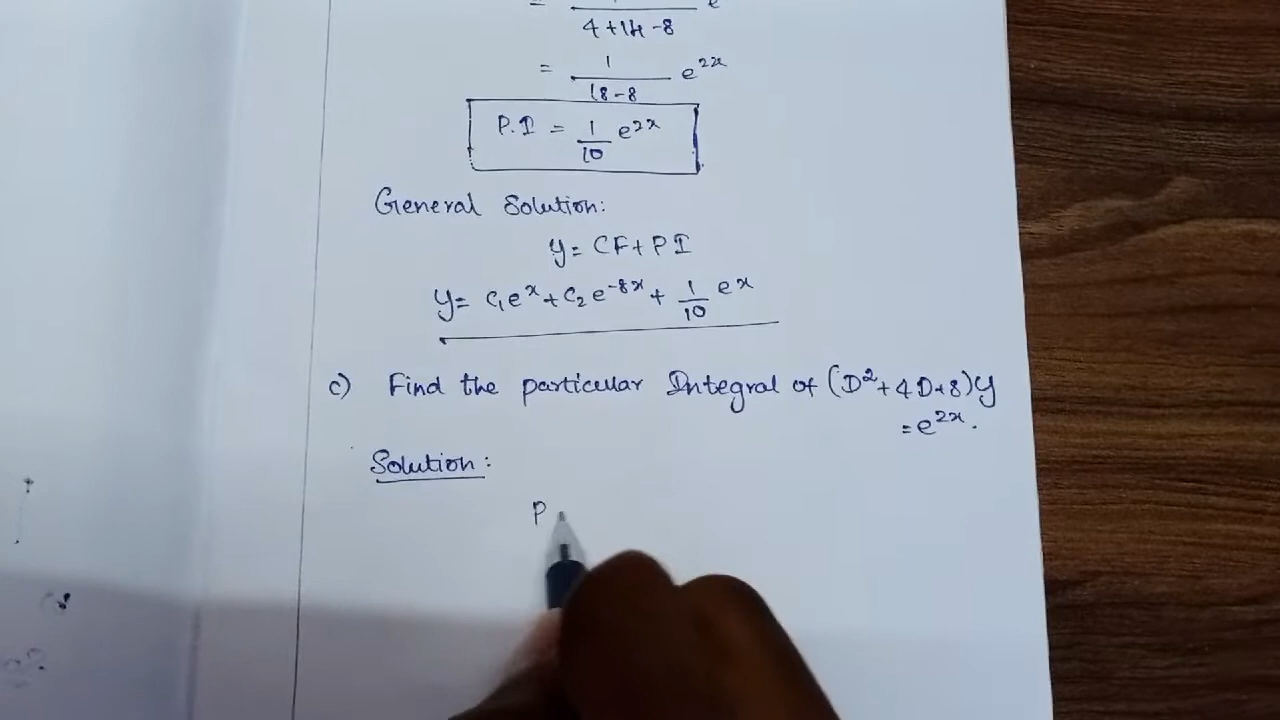 =
4+14-8
= 1/18-8 e^2x
P.I = 1/10 e^2x
General Solution:
y= CF+PI
y= C₁e^x+C₂e^-8x+ 1/10 e^x
c) Find the particular Integral of (D²+4D+8)y
=e^2x.
Solution:
P